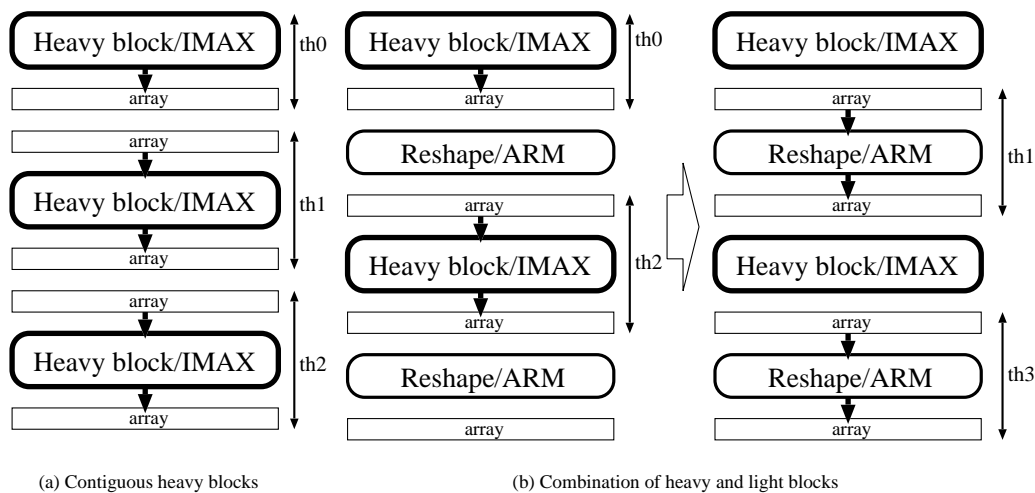 Heavy block/IMAX
th0
array
array
Heavy block/IMAX
th1
array
array
Heavy block/IMAX
th2
array
(a) Contiguous heavy blocks
Heavy block/IMAX
th0
array
Reshape/ARM
array
Heavy block/IMAX
th2
array
Reshape/ARM
array
Heavy block/IMAX
array
Reshape/ARM
th1
array
Heavy block/IMAX
array
Reshape/ARM
th3
array
(b) Combination of heavy and light blocks